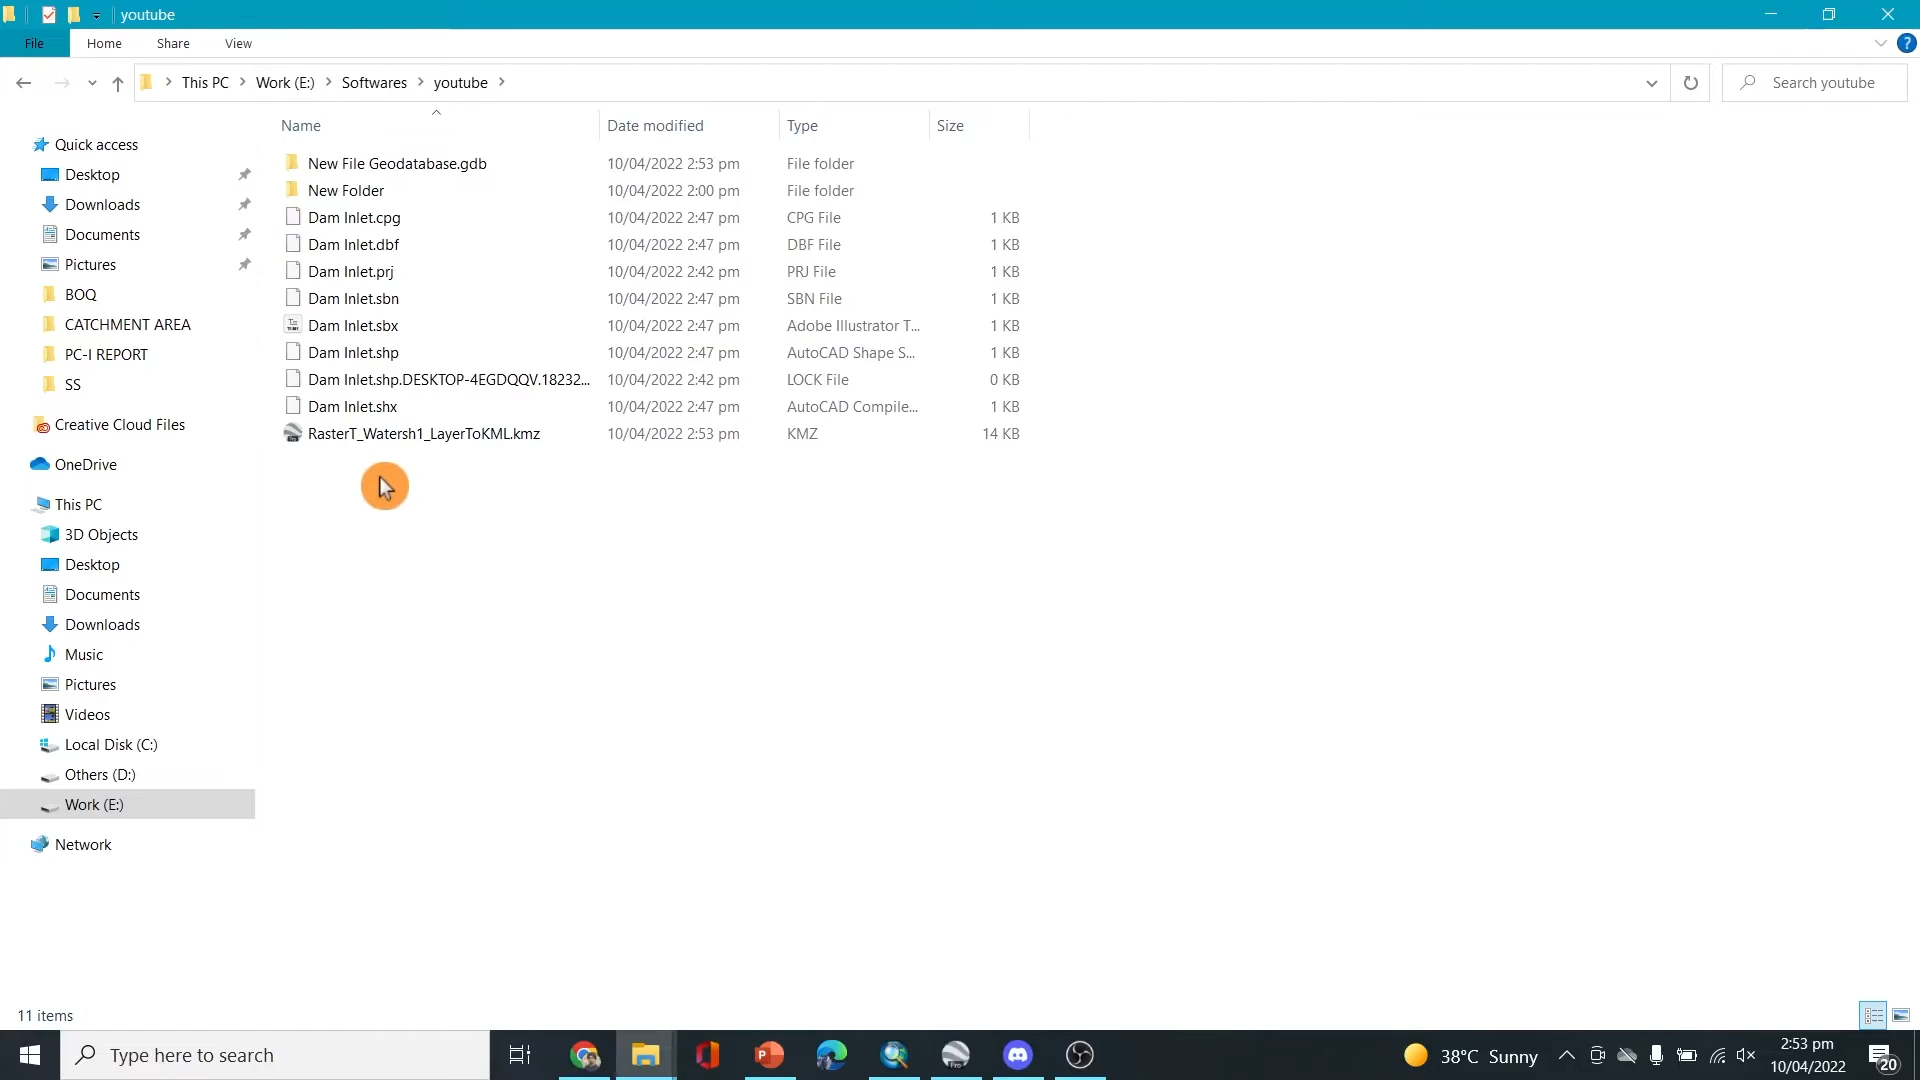 youtube
File Home Share View
This PC Work (E:) Softwares youtube Search youtube
Name Date modified Type Size
Quick access
Desktop
Downloads
Documents
Pictures
BOQ
CATCHMENT AREA
PC-I REPORT
SS
Creative Cloud Files
OneDrive
This PC
3D Objects
Desktop
Documents
Downloads
Music
Pictures
Videos
Local Disk (C:)
Others (D:)
Work (E:)
Network
New File Geodatabase.gdb 10/04/2022 2:53 pm File folder
New Folder 10/04/2022 2:00 pm File folder
Dam Inlet.cpg 10/04/2022 2:47 pm CPG File 1 KB
Dam Inlet.dbf 10/04/2022 2:47 pm DBF File 1 KB
Dam Inlet.prj 10/04/2022 2:42 pm PRJ File 1 KB
Dam Inlet.sbn 10/04/2022 2:47 pm SBN File 1 KB
Dam Inlet.sbx 10/04/2022 2:47 pm Adobe Illustrator T... 1 KB
Dam Inlet.shp 10/04/2022 2:47 pm AutoCAD Shape S... 1 KB
Dam Inlet.shp.DESKTOP-4EGDQQV.18232... 10/04/2022 2:42 pm LOCK File 0 KB
Dam Inlet.shx 10/04/2022 2:47 pm AutoCAD Compile... 1 KB
RasterT_Watersh1_LayerToKML.kmz 10/04/2022 2:53 pm KMZ 14 KB
11 items
Type here to search
38°C Sunny
2:53 pm
10/04/2022
20